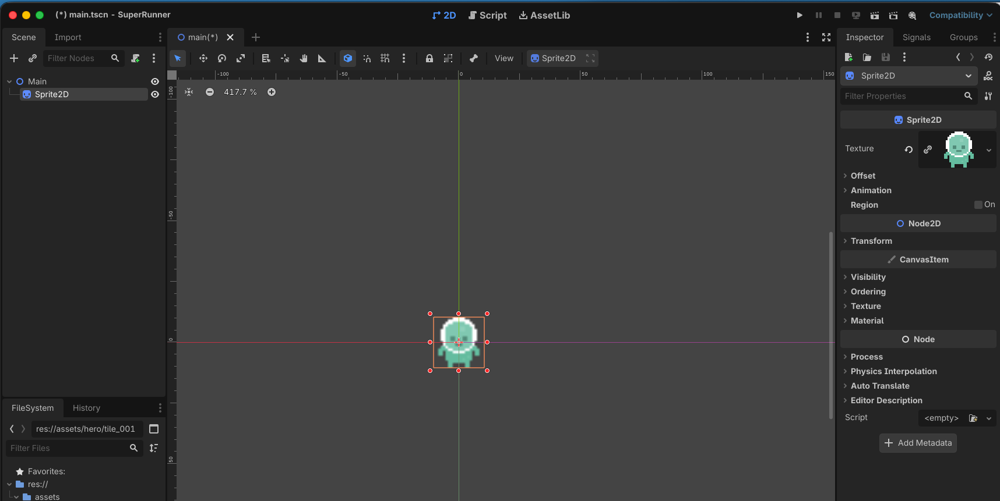 (*) main.tscn - SuperRunner
2D
Script
AssetLib
Compatibility
Scene
Import
main(*)
Inspector
Signals
Groups
Filter Nodes
View
Sprite2D
Main
Sprite2D
-100
-50
0
50
100
150
-100
-50
0
50
417.7 %
FileSystem
History
res://assets/hero/tile_001
Filter Files
Favorites:
res://
assets
Sprite2D
Filter Properties
Sprite2D
Texture
Offset
Animation
Region
On
Node2D
Transform
CanvasItem
Visibility
Ordering
Texture
Material
Node
Process
Physics Interpolation
Auto Translate
Editor Description
Script
<empty>
Add Metadata